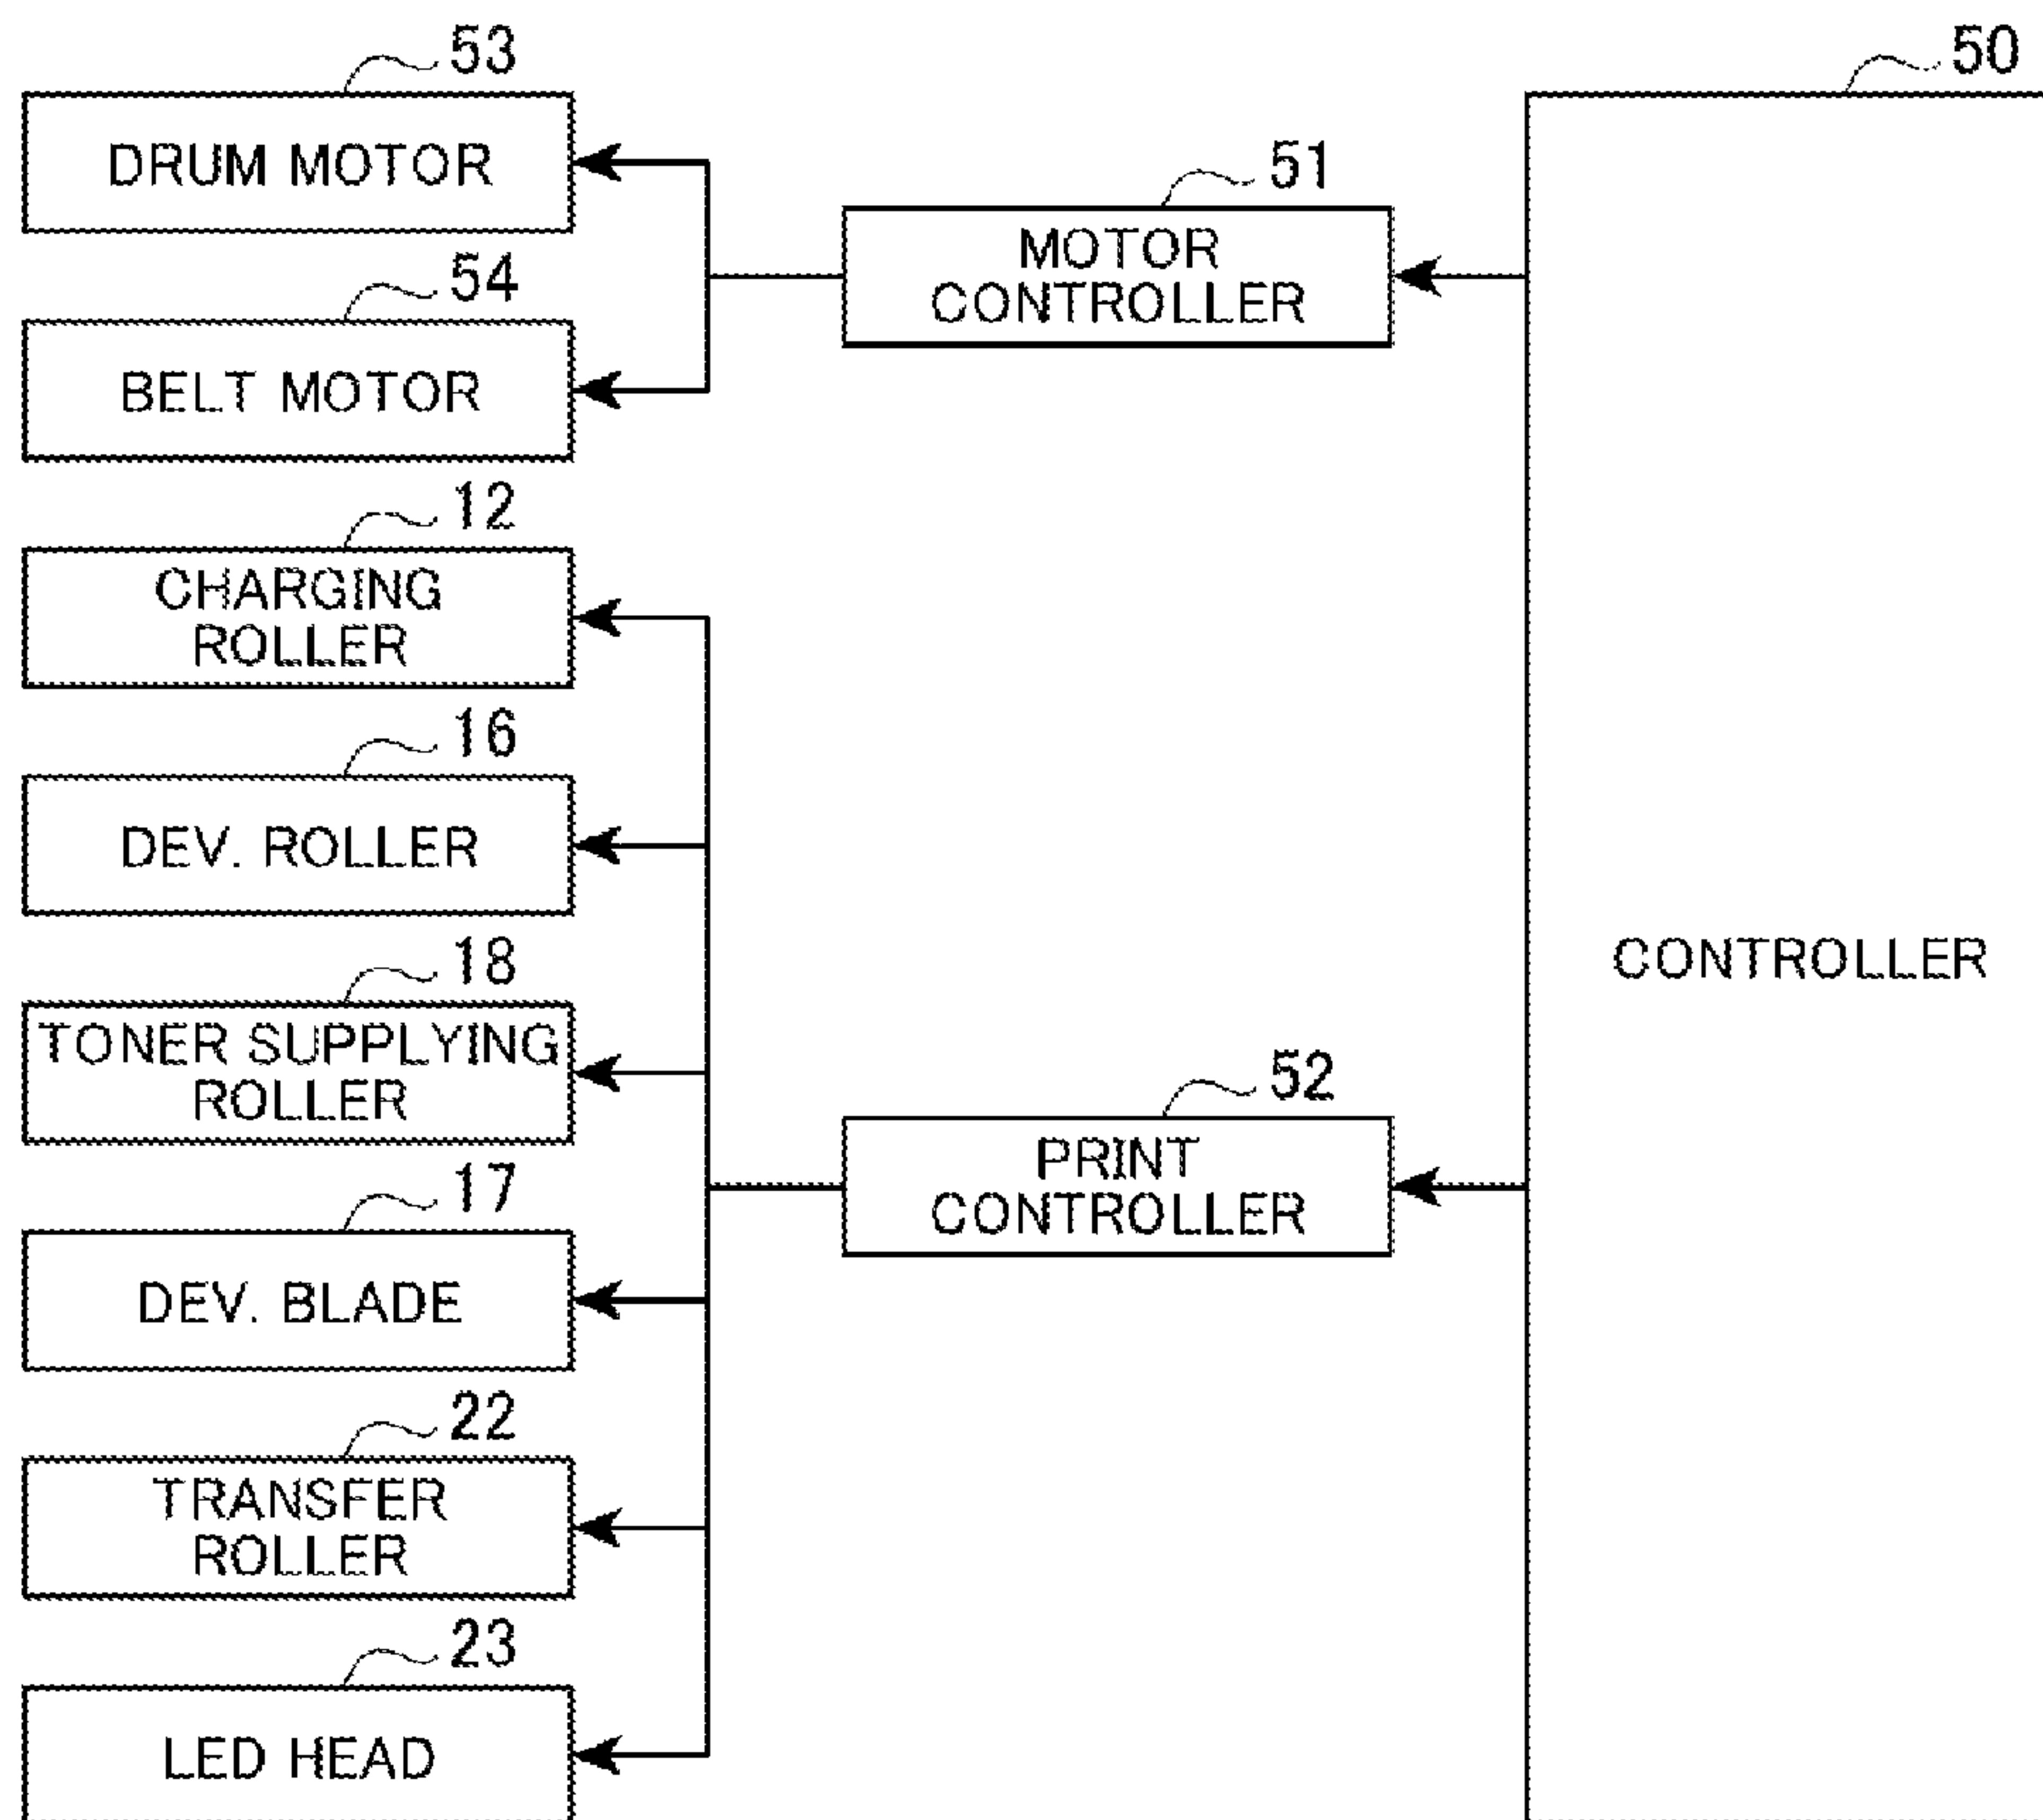 53
DRUM MOTOR
54
BELT MOTOR
12
CHARGING
ROLLER
16
DEV. ROLLER
18
TONER SUPPLYING
ROLLER
17
DEV. BLADE
22
TRANSFER
ROLLER
23
LED HEAD
51
MOTOR
CONTROLLER
52
PRINT
CONTROLLER
50
CONTROLLER